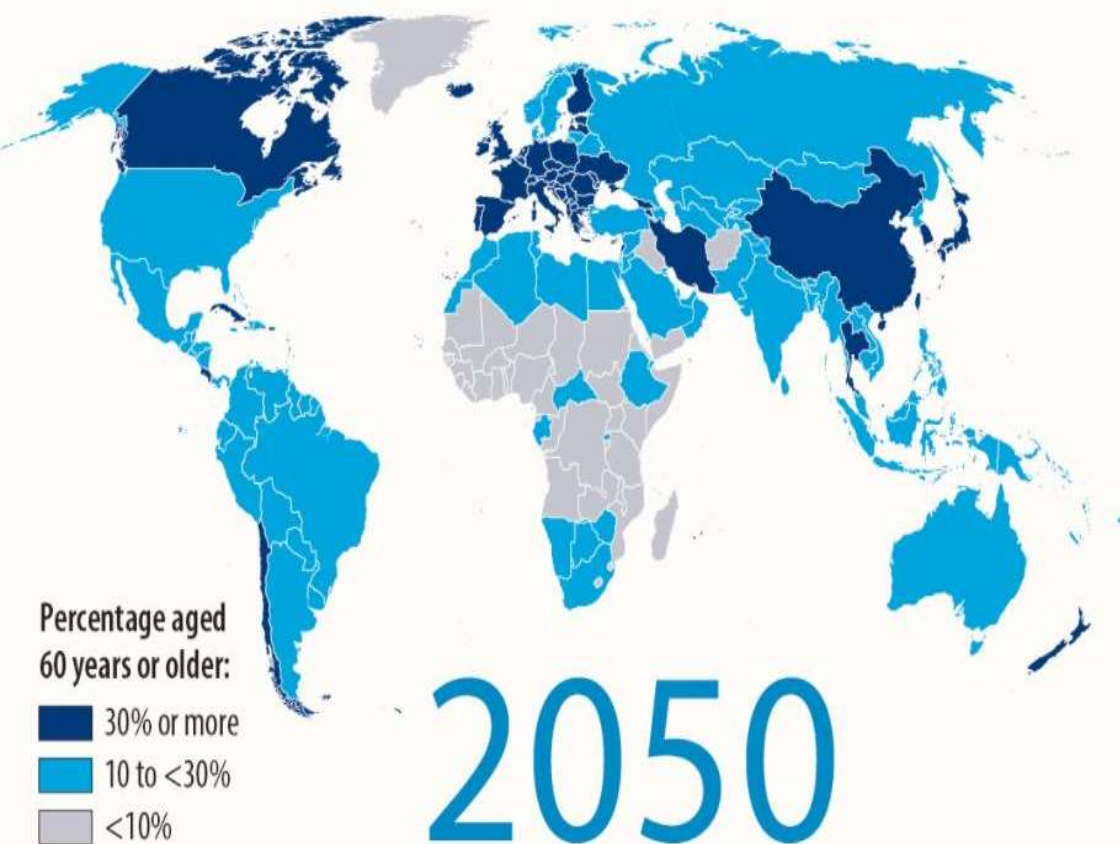 Percentage aged
60 years or older:
30% or more
10 to <30%
<10%
2050